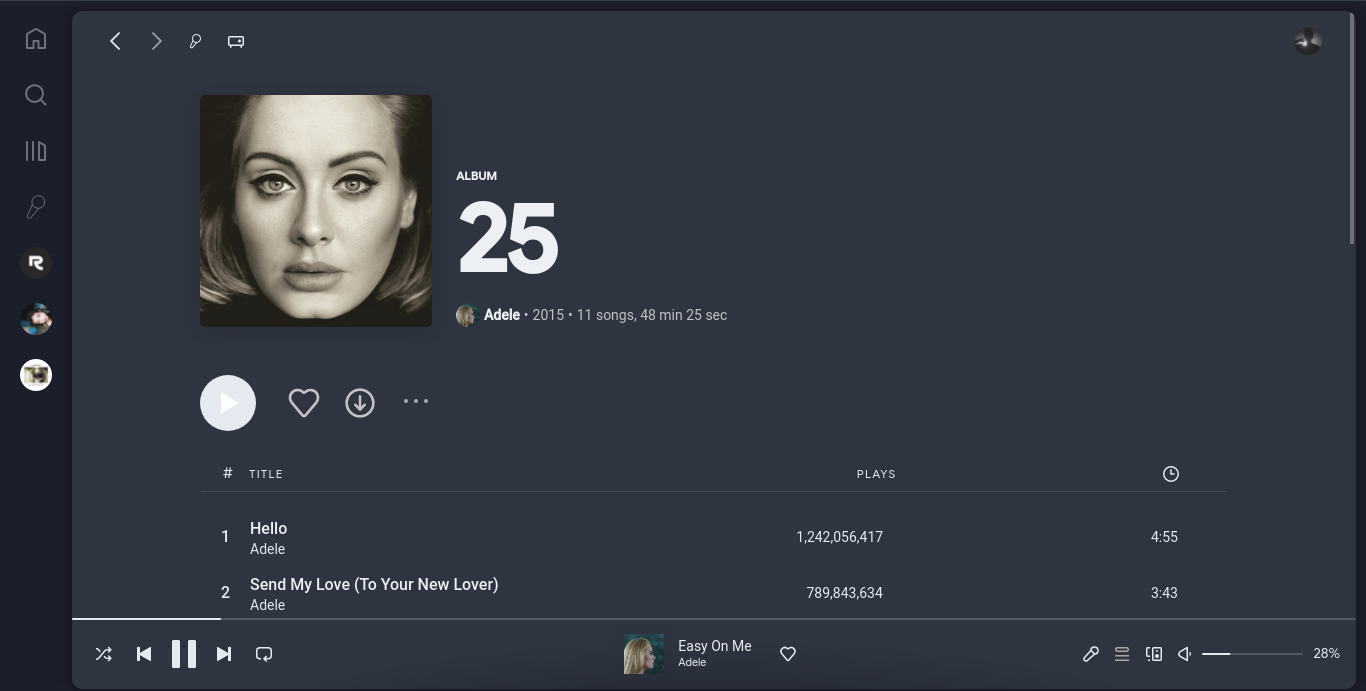 ALBUM
25
Adele • 2015 • 11 songs, 48 min 25 sec
# TITLE PLAYS
1 Hello 1,242,056,417 4:55
Adele
2 Send My Love (To Your New Lover) 789,843,634 3:43
Adele
Easy On Me
Adele
28%